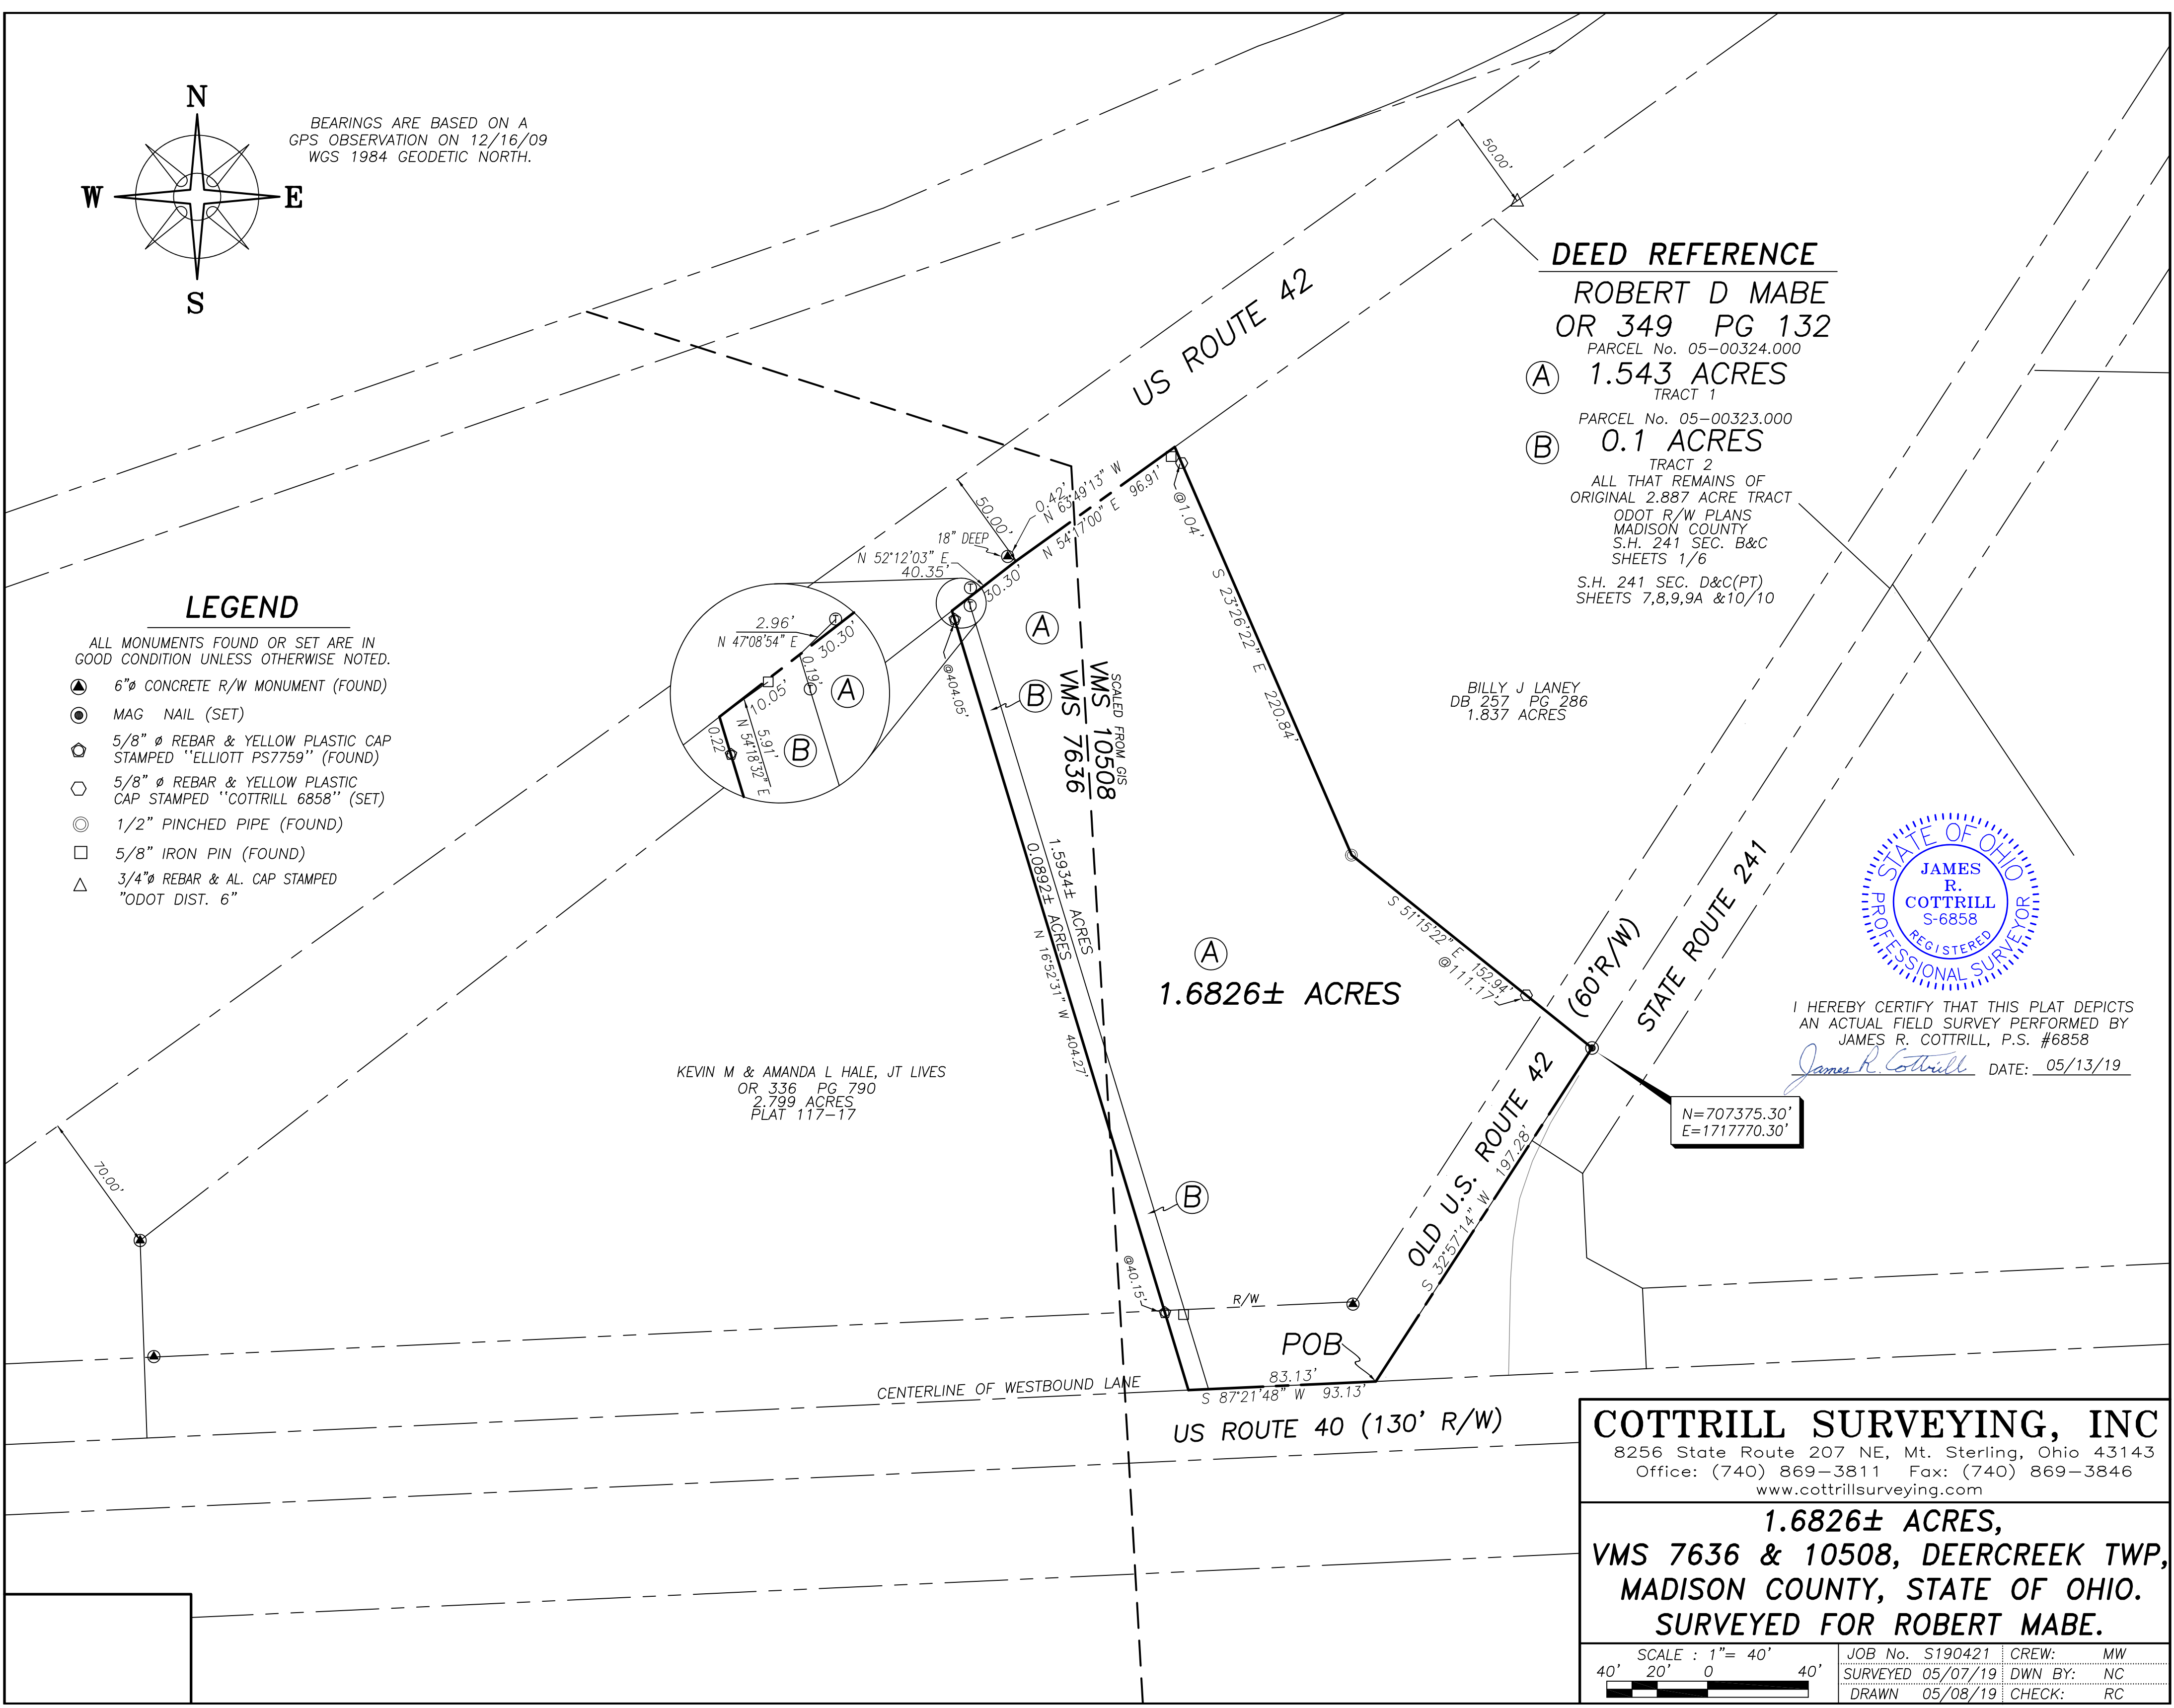 N
W
E
S
BEARINGS ARE BASED ON A
GPS OBSERVATION ON 12/16/09
WGS 1984 GEODETIC NORTH.
50.00'
DEED REFERENCE
ROBERT D MABE
OR 349 PG 132
PARCEL No. 05-00324.000
A 1.543 ACRES
TRACT 1
PARCEL No. 05-00323.000
B 0.1 ACRES
TRACT 2
ALL THAT REMAINS OF
ORIGINAL 2.887 ACRE TRACT
ODOT R/W PLANS
MADISON COUNTY
S.H. 241 SEC. B&C
SHEETS 1/6
S.H. 241 SEC. D&C(PT)
SHEETS 7,8,9,9A &10/10
US ROUTE 42
50.00'
0.42'
N 63°49'13" W
N 54°17'00" E 96.91'
@1.04'
18" DEEP
N 52°12'03" E
40.35'
30.30'
S 23°26'22" E 220.84'
LEGEND
ALL MONUMENTS FOUND OR SET ARE IN
GOOD CONDITION UNLESS OTHERWISE NOTED.
6"ø CONCRETE R/W MONUMENT (FOUND)
MAG NAIL (SET)
5/8" ø REBAR & YELLOW PLASTIC CAP
STAMPED "ELLIOTT PS7759" (FOUND)
5/8" ø REBAR & YELLOW PLASTIC
CAP STAMPED "COTTRILL 6858" (SET)
1/2" PINCHED PIPE (FOUND)
5/8" IRON PIN (FOUND)
3/4"ø REBAR & AL. CAP STAMPED
"ODOT DIST. 6"
2.96'
N 47°08'54" E
30.30'
0.19'
10.05'
T
T
A
B
0.22'
5.91'
N 54°18'32" E
T
T
A
B
@404.05'
SCALED FROM GIS
VMS 10508
VMS 7636
BILLY J LANEY
DB 257 PG 286
1.837 ACRES
1.5934± ACRES
0.0892± ACRES
N 16°52'31" W 404.27'
A
1.6826± ACRES
S 51°15'22" E 152.94'
@111.17'
(60'R/W)
STATE ROUTE 241
OLD U.S. ROUTE 42
S 32°57'14" W 197.28'
STATE OF OHIO
JAMES
R.
COTTRILL
S-6858
REGISTERED
PROFESSIONAL SURVEYOR
I HEREBY CERTIFY THAT THIS PLAT DEPICTS
AN ACTUAL FIELD SURVEY PERFORMED BY
JAMES R. COTTRILL, P.S. #6858
James R. Cottrill DATE: 05/13/19
N=707375.30'
E=1717770.30'
KEVIN M & AMANDA L HALE, JT LIVES
OR 336 PG 790
2.799 ACRES
PLAT 117-17
70.00'
B
@40.15'
R/W
POB
CENTERLINE OF WESTBOUND LANE
83.13'
S 87°21'48" W 93.13'
US ROUTE 40 (130' R/W)
COTTRILL SURVEYING, INC
8256 State Route 207 NE, Mt. Sterling, Ohio 43143
Office: (740) 869-3811 Fax: (740) 869-3846
www.cottrillsurveying.com
1.6826± ACRES,
VMS 7636 & 10508, DEERCREEK TWP,
MADISON COUNTY, STATE OF OHIO.
SURVEYED FOR ROBERT MABE.
SCALE : 1"= 40'
40' 20' 0 40'
JOB No. S190421 CREW: MW
SURVEYED 05/07/19 DWN BY: NC
DRAWN 05/08/19 CHECK: RC